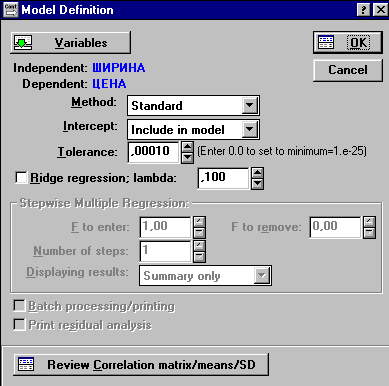 Model Definition
Variables
OK
Independent: ШИРИНА
Cancel
Dependent: ЦЕНА
Method: Standard
Intercept: Include in model
Tolerance: ,00010 (Enter 0.0 to set to minimum=1.e-25)
Ridge regression; lambda: ,100
Stepwise Multiple Regression:
F to enter: 1,00 F to remove: 0,00
Number of steps: 1
Displaying results: Summary only
Batch processing/printing
Print residual analysis
Review Correlation matrix/means/SD